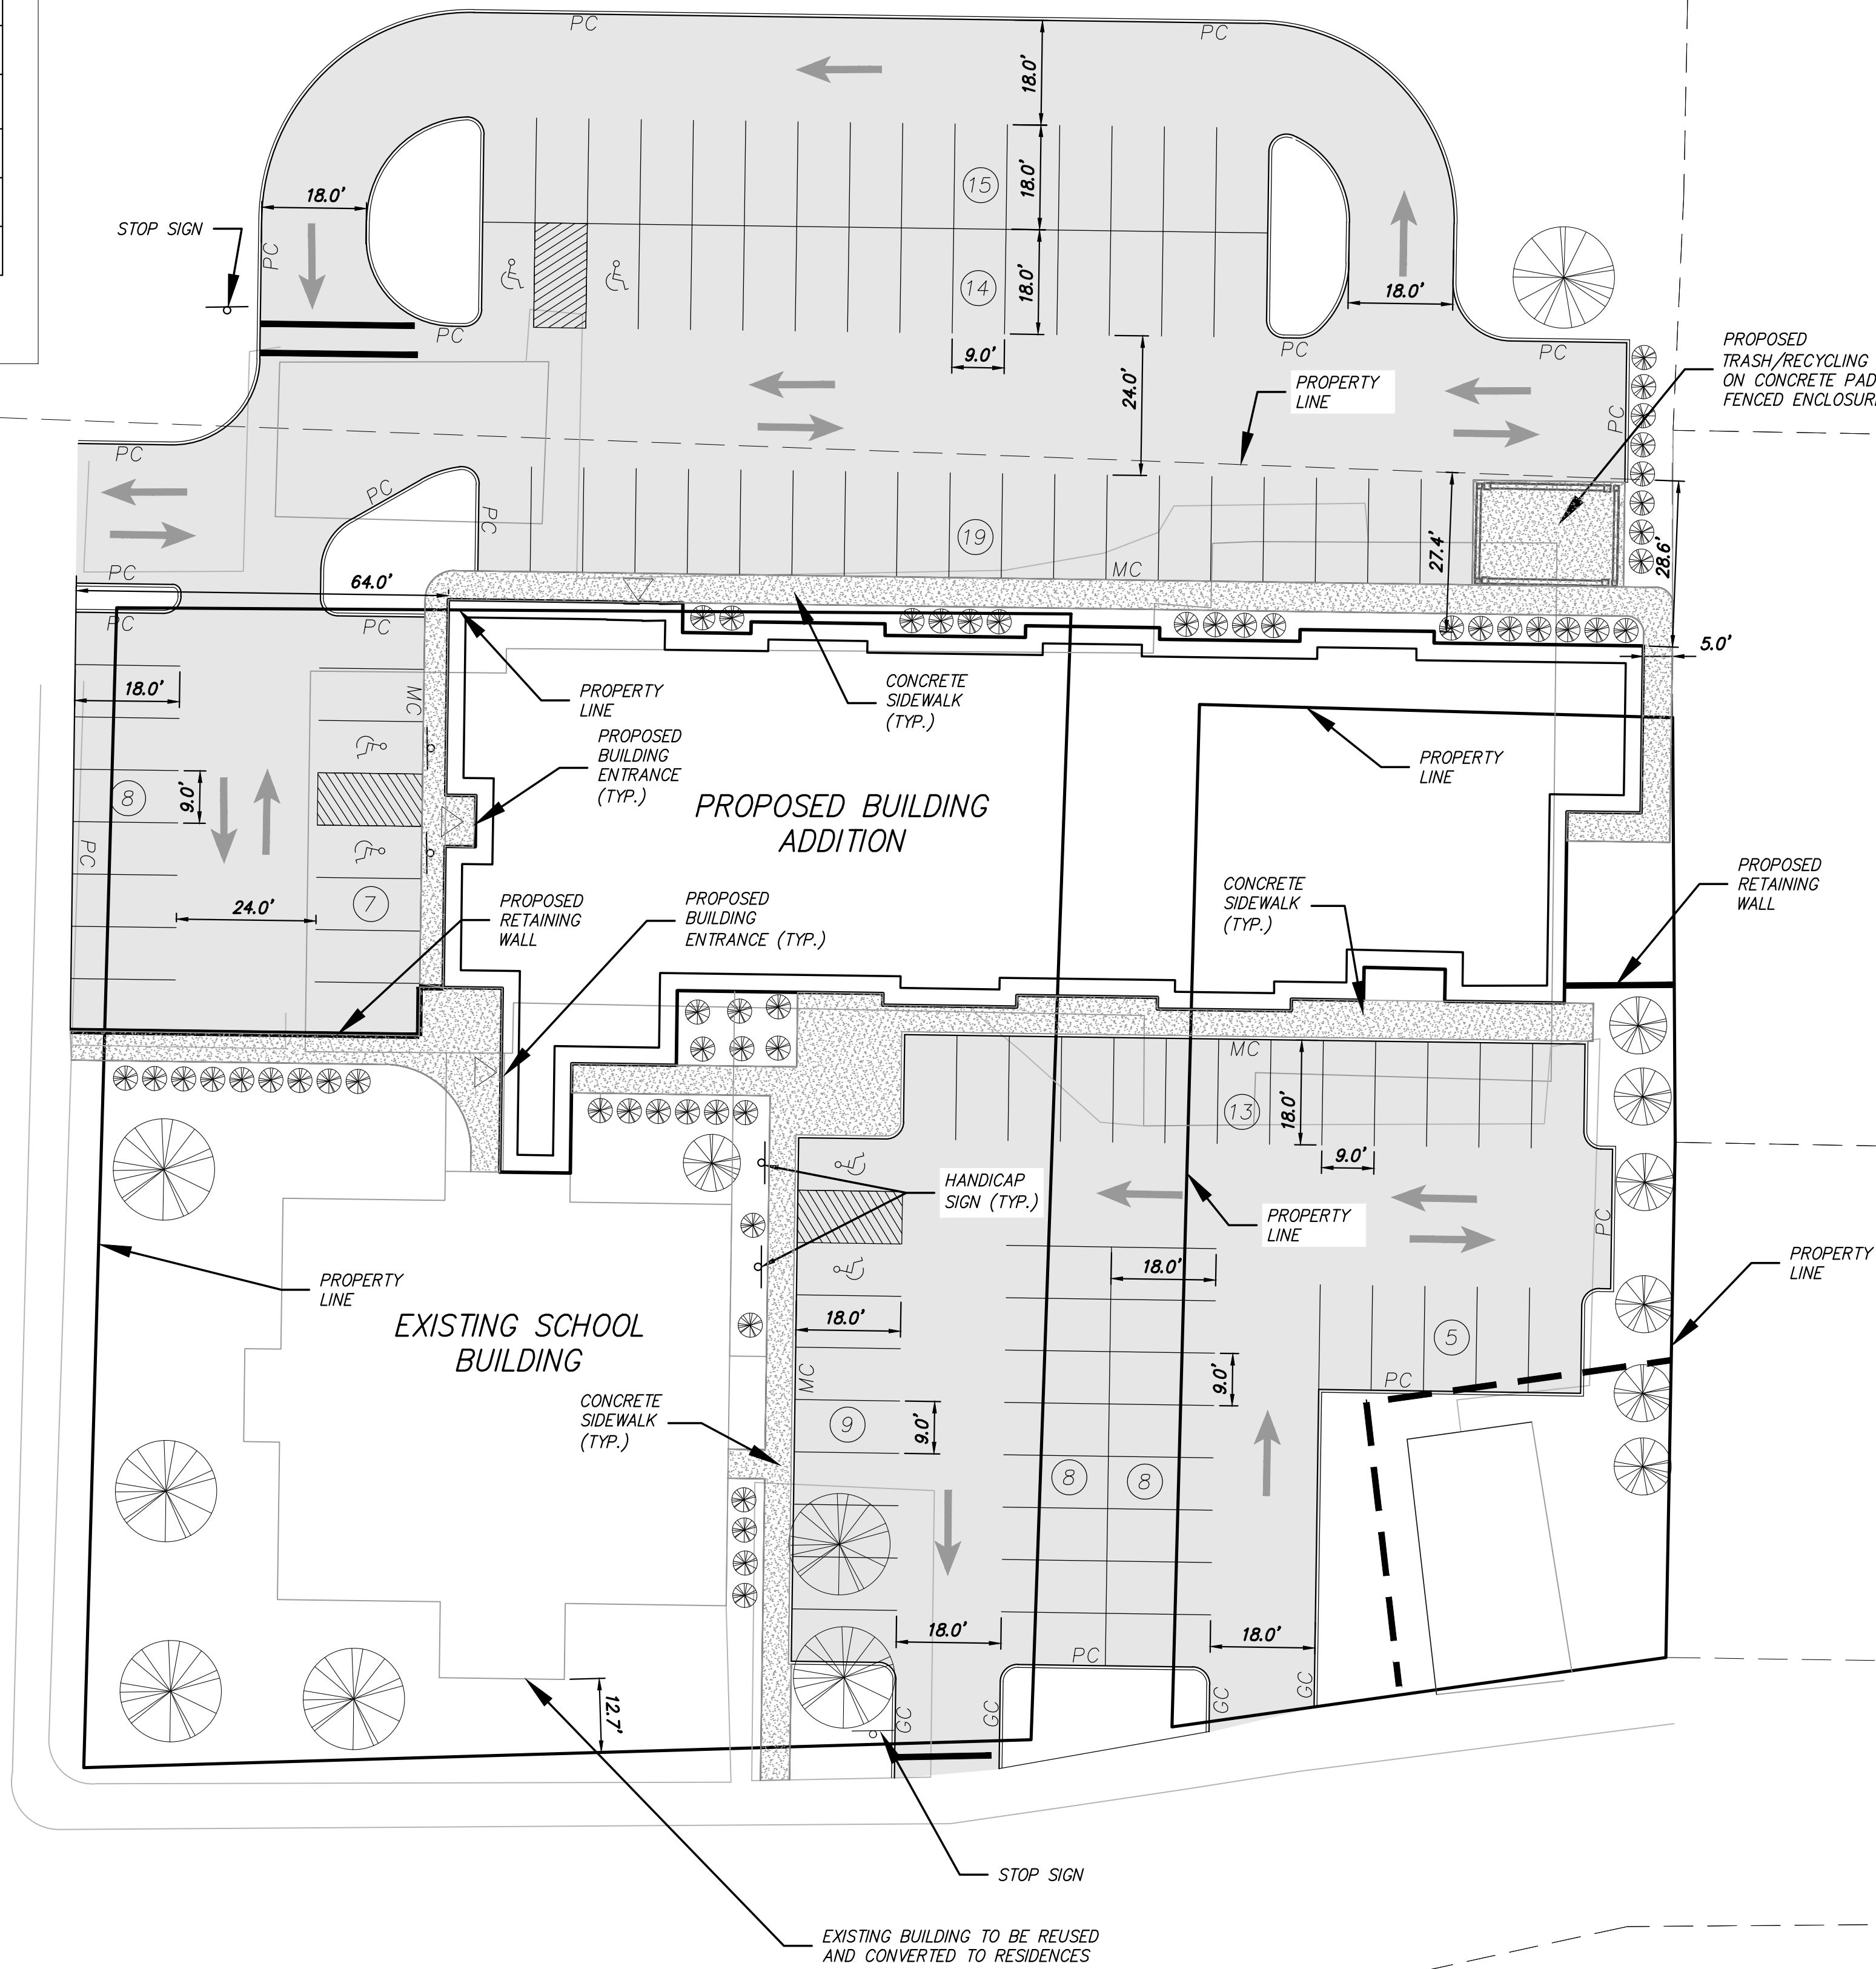 PC
PC
18.0'
18.0'
15
18.0'
STOP SIGN
PC
14
18.0'
18.0'
PC
PC
PC
9.0'
24.0'
PROPERTY
LINE
PROPOSED
TRASH/RECYCLING
ON CONCRETE PAD
FENCED ENCLOSUR
PC
PC
PC
PC
19
27.4'
28.6'
MC
PC
64.0'
PC
PC
5.0'
18.0'
MC
PROPERTY
LINE
CONCRETE
SIDEWALK
(TYP.)
PROPOSED
BUILDING
ENTRANCE
(TYP.)
PROPERTY
LINE
8
9.0'
PROPOSED BUILDING
ADDITION
PC
7
24.0'
PROPOSED
RETAINING
WALL
PROPOSED
BUILDING
ENTRANCE (TYP.)
CONCRETE
SIDEWALK
(TYP.)
PROPOSED
RETAINING
WALL
MC
13
18.0'
9.0'
HANDICAP
SIGN (TYP.)
PROPERTY
LINE
PC
PROPERTY
LINE
18.0'
PROPERTY
LINE
18.0'
EXISTING SCHOOL
BUILDING
5
MC
9.0'
PC
CONCRETE
SIDEWALK
(TYP.)
9
9.0'
8
8
18.0'
18.0'
PC
GC
GC
GC
GC
12.7'
STOP SIGN
EXISTING BUILDING TO BE REUSED
AND CONVERTED TO RESIDENCES